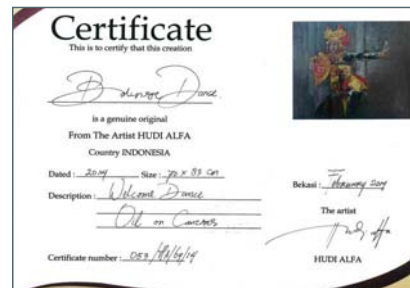 Certificate
This is to certify that this creation
Balinese Dance
is a genuine original
From The Artist HUDI ALFA
Country INDONESIA
Dated : 2014 Size : 70 x 83 cm
Bekasi : February 2014
Description : Welcome Dance
Oil on Canvas
The artist
Certificate number : 053/
HUDI ALFA